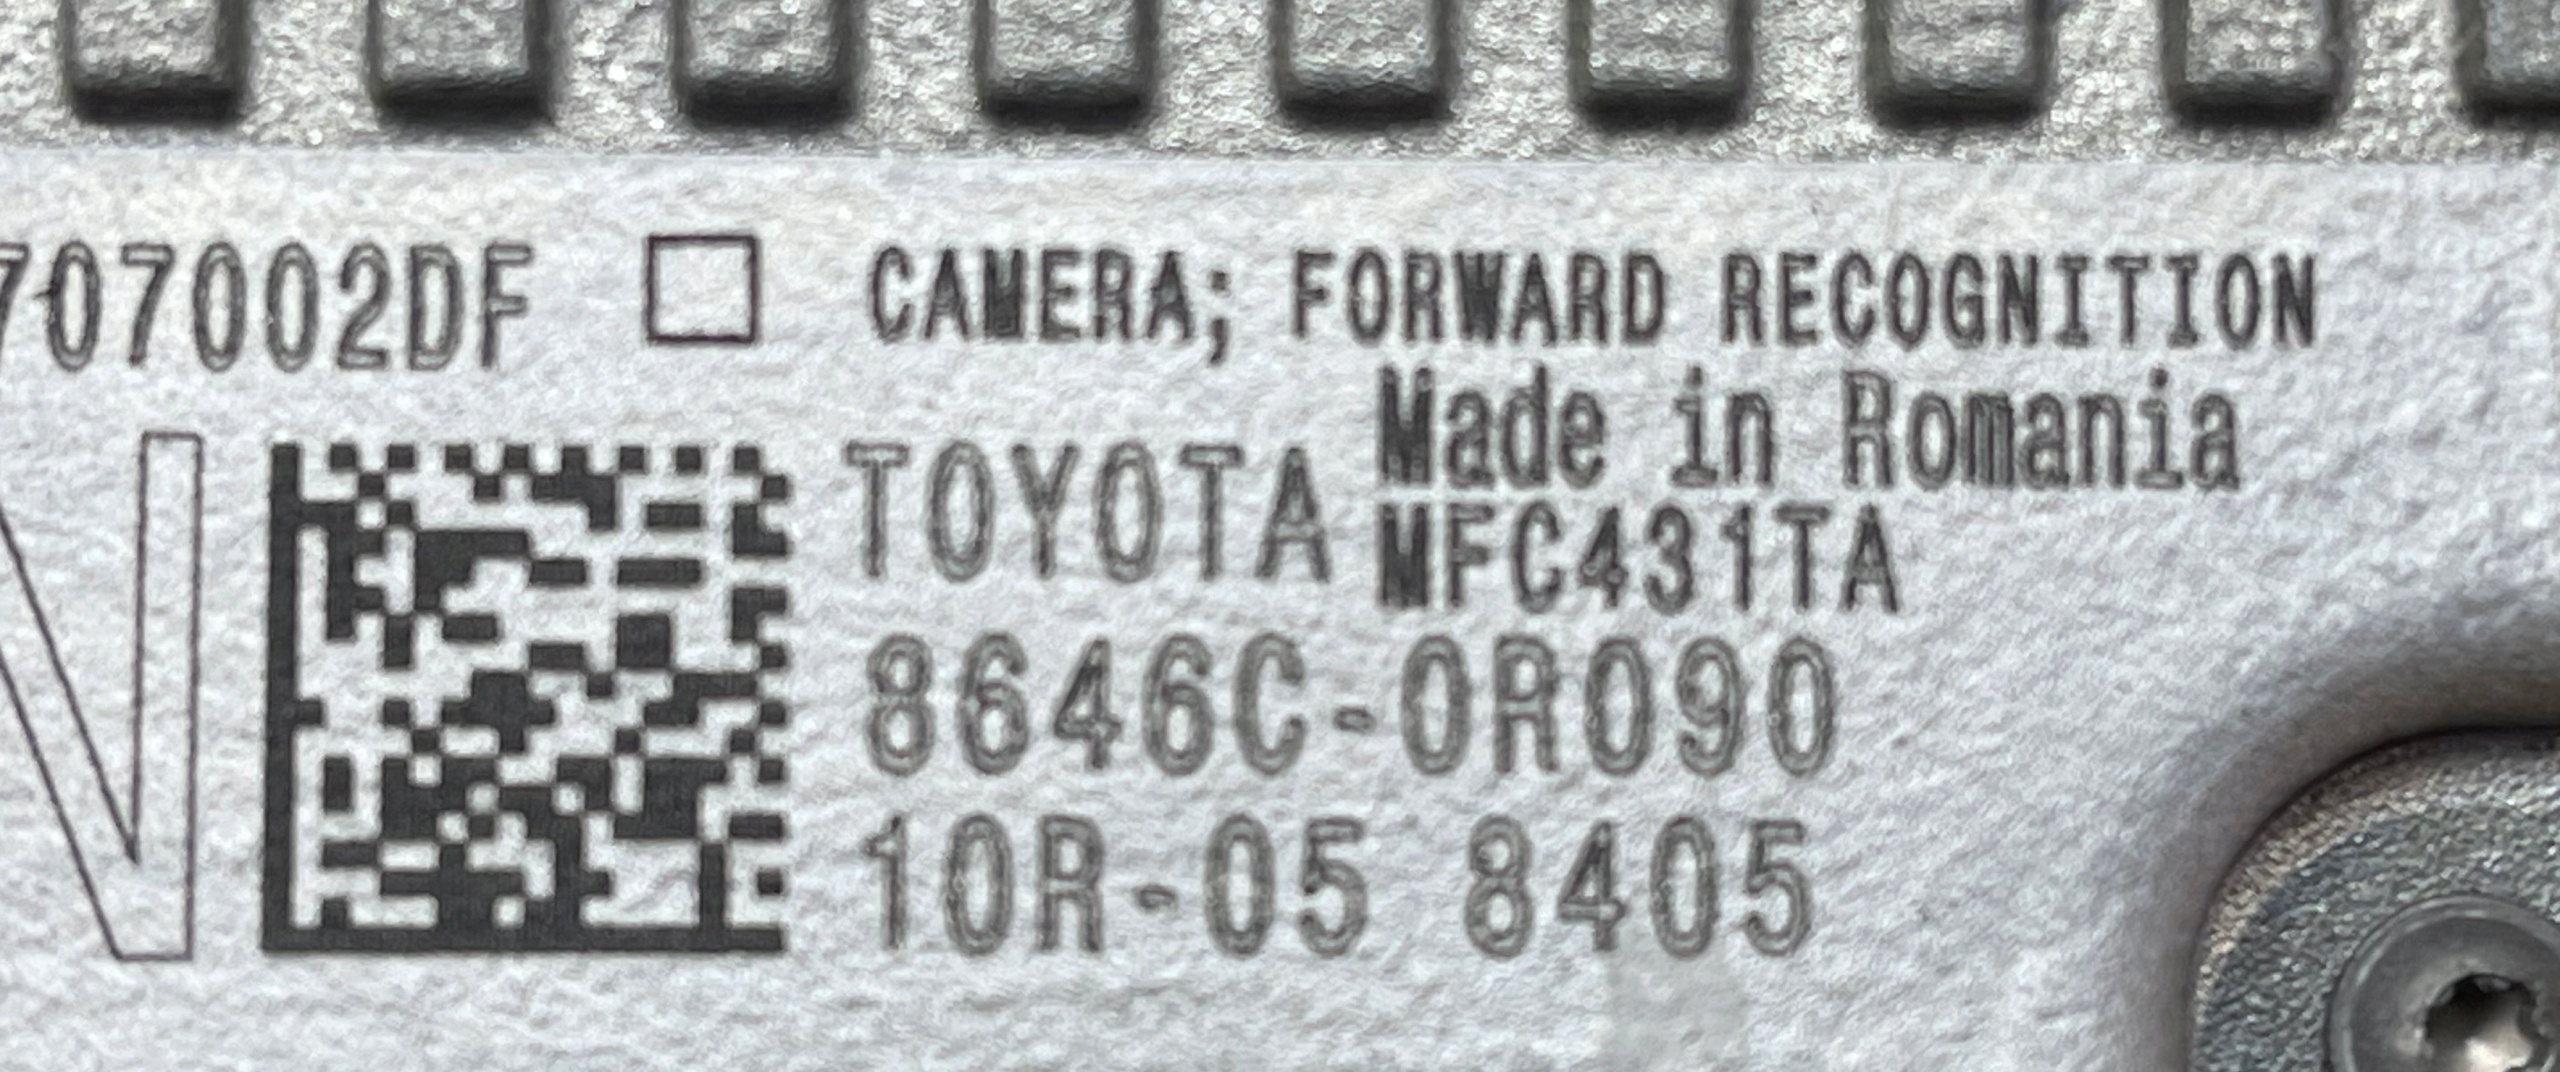 707002DF □ CAMERA; FORWARD RECOGNITION
Made in Romania
TOYOTA MFC431TA
8646C-0R090
10R-05 8405